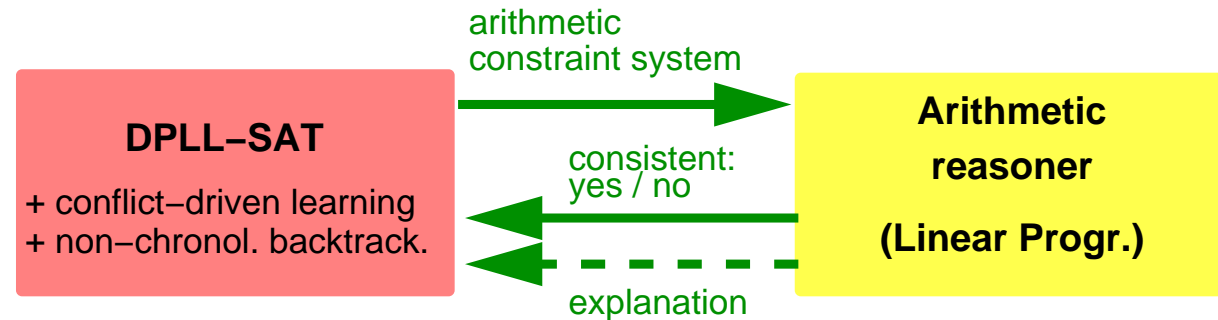 arithmetic
constraint system
DPLL–SAT
+ conflict–driven learning
+ non–chronol. backtrack.
consistent:
yes / no
explanation
Arithmetic
reasoner
(Linear Progr.)